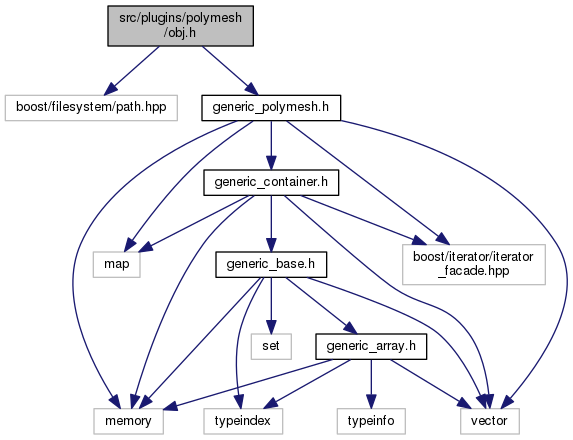 src/plugins/polymesh
/obj.h
boost/filesystem/path.hpp
generic_polymesh.h
generic_container.h
map
generic_base.h
boost/iterator/iterator
_facade.hpp
set
generic_array.h
memory
typeindex
typeinfo
vector